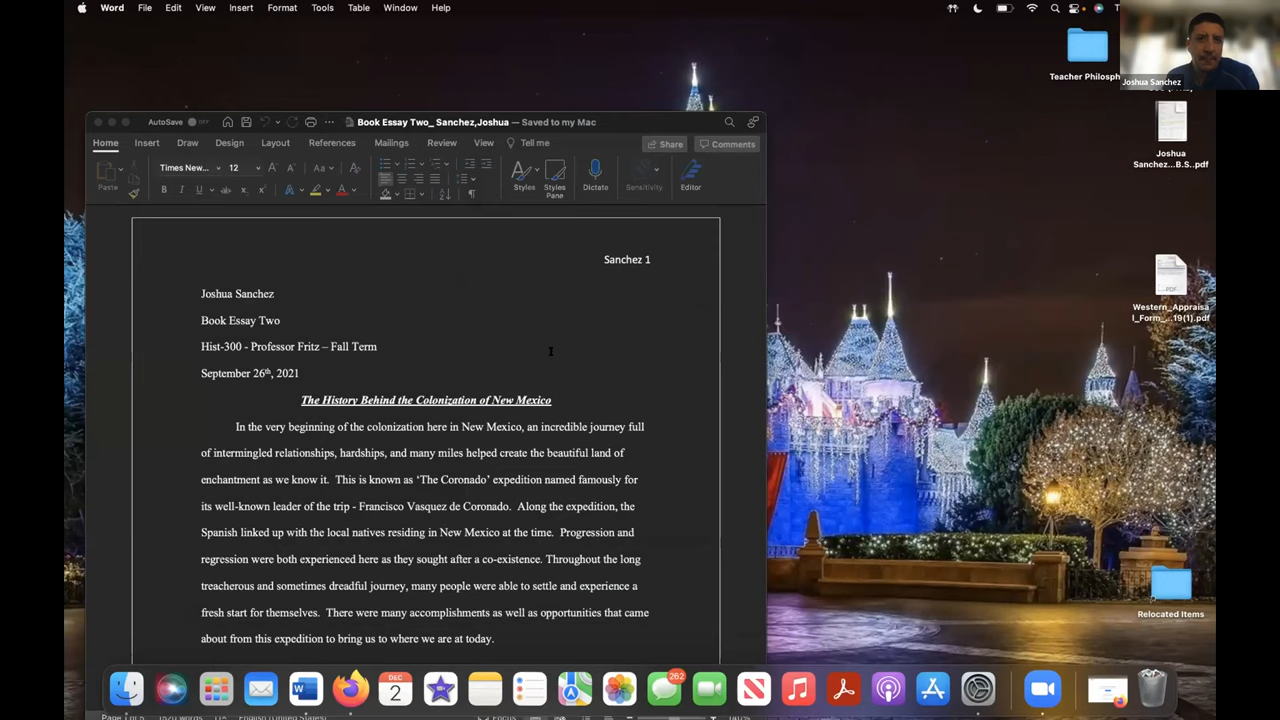 Word File Edit View Insert Format Tools Table Window Help
Teacher Philosph
Joshua Sanchez
Joshua
Sanchez...B.S..pdf
AutoSave OFF Book Essay Two_ Sanchez,Joshua — Saved to my Mac
Home Insert Draw Design Layout References Mailings Review View Tell me Share Comments
Times New... 12
Paste Styles Styles Pane Dictate Sensitivity Editor
Sanchez 1
Joshua Sanchez
Book Essay Two
Hist-300 - Professor Fritz – Fall Term
September 26th, 2021
The History Behind the Colonization of New Mexico
In the very beginning of the colonization here in New Mexico, an incredible journey full
of intermingled relationships, hardships, and many miles helped create the beautiful land of
enchantment as we know it. This is known as ‘The Coronado’ expedition named famously for
its well-known leader of the trip - Francisco Vasquez de Coronado. Along the expedition, the
Spanish linked up with the local natives residing in New Mexico at the time. Progression and
regression were both experienced here as they sought after a co-existence. Throughout the long
treacherous and sometimes dreadful journey, many people were able to settle and experience a
fresh start for themselves. There were many accomplishments as well as opportunities that came
about from this expedition to bring us to where we are at today.
PDF
Western_Appraisa
l_Form_...19(1).pdf
Relocated Items
DEC
2
262